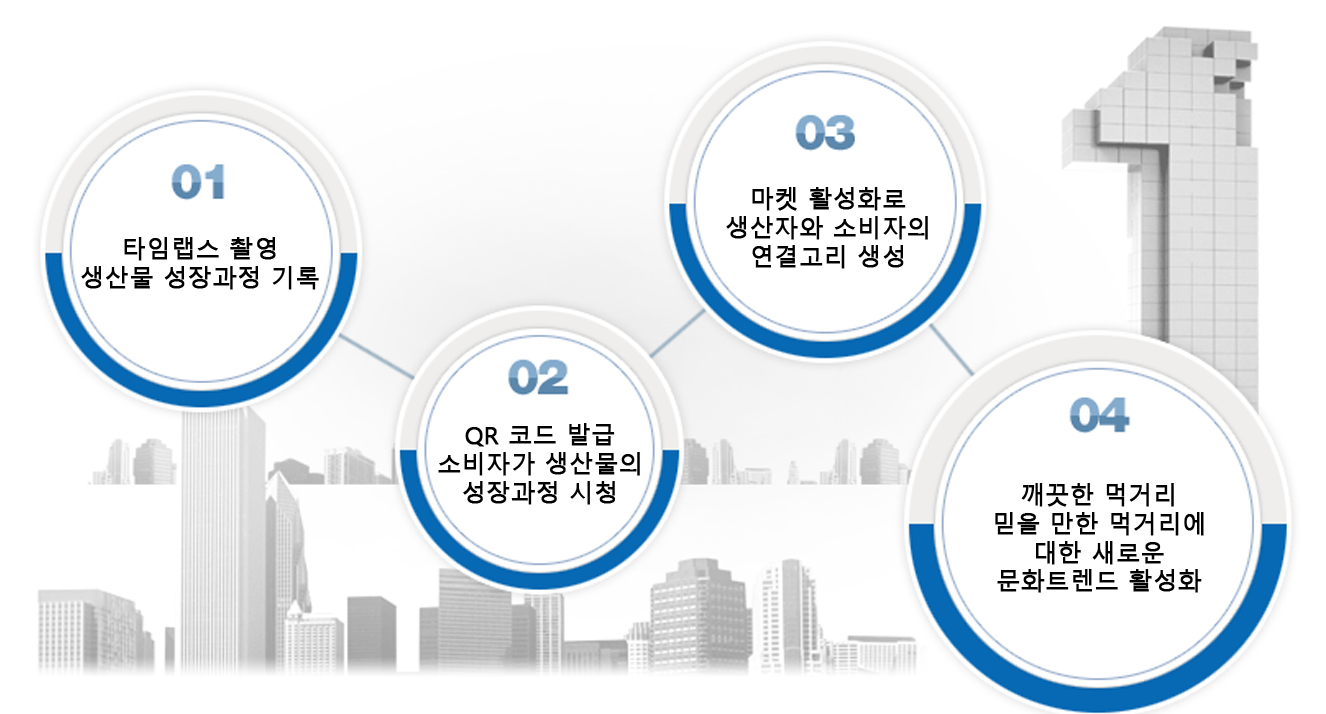 01
타임랩스 촬영
생산물 성장과정 기록
02
QR 코드 발급
소비자가 생산물의
성장과정 시청
03
마켓 활성화로
생산자와 소비자의
연결고리 생성
04
깨끗한 먹거리
믿을 만한 먹거리에
대한 새로운
문화트렌드 활성화